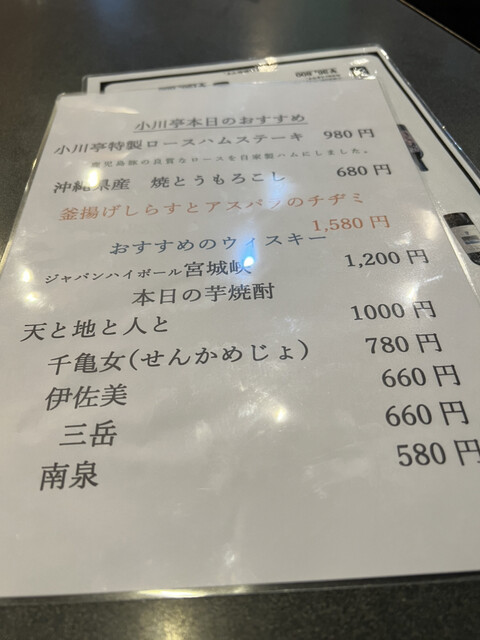 小川亭本日のおすすめ
小川亭特製ロースハムステーキ 980円
鹿児島豚の良質なロースを自家製ハムにしました。
沖縄県産 焼とうもろこし 680円
釜揚げしらすとアスパラのチヂミ
1,580円
おすすめのウィスキー
ジャパンハイボール宮城峡 1,200円
本日の芋焼酎
天と地と人と 1000円
千亀女(せんかめじょ) 780円
伊佐美 660円
三岳 660円
南泉 580円